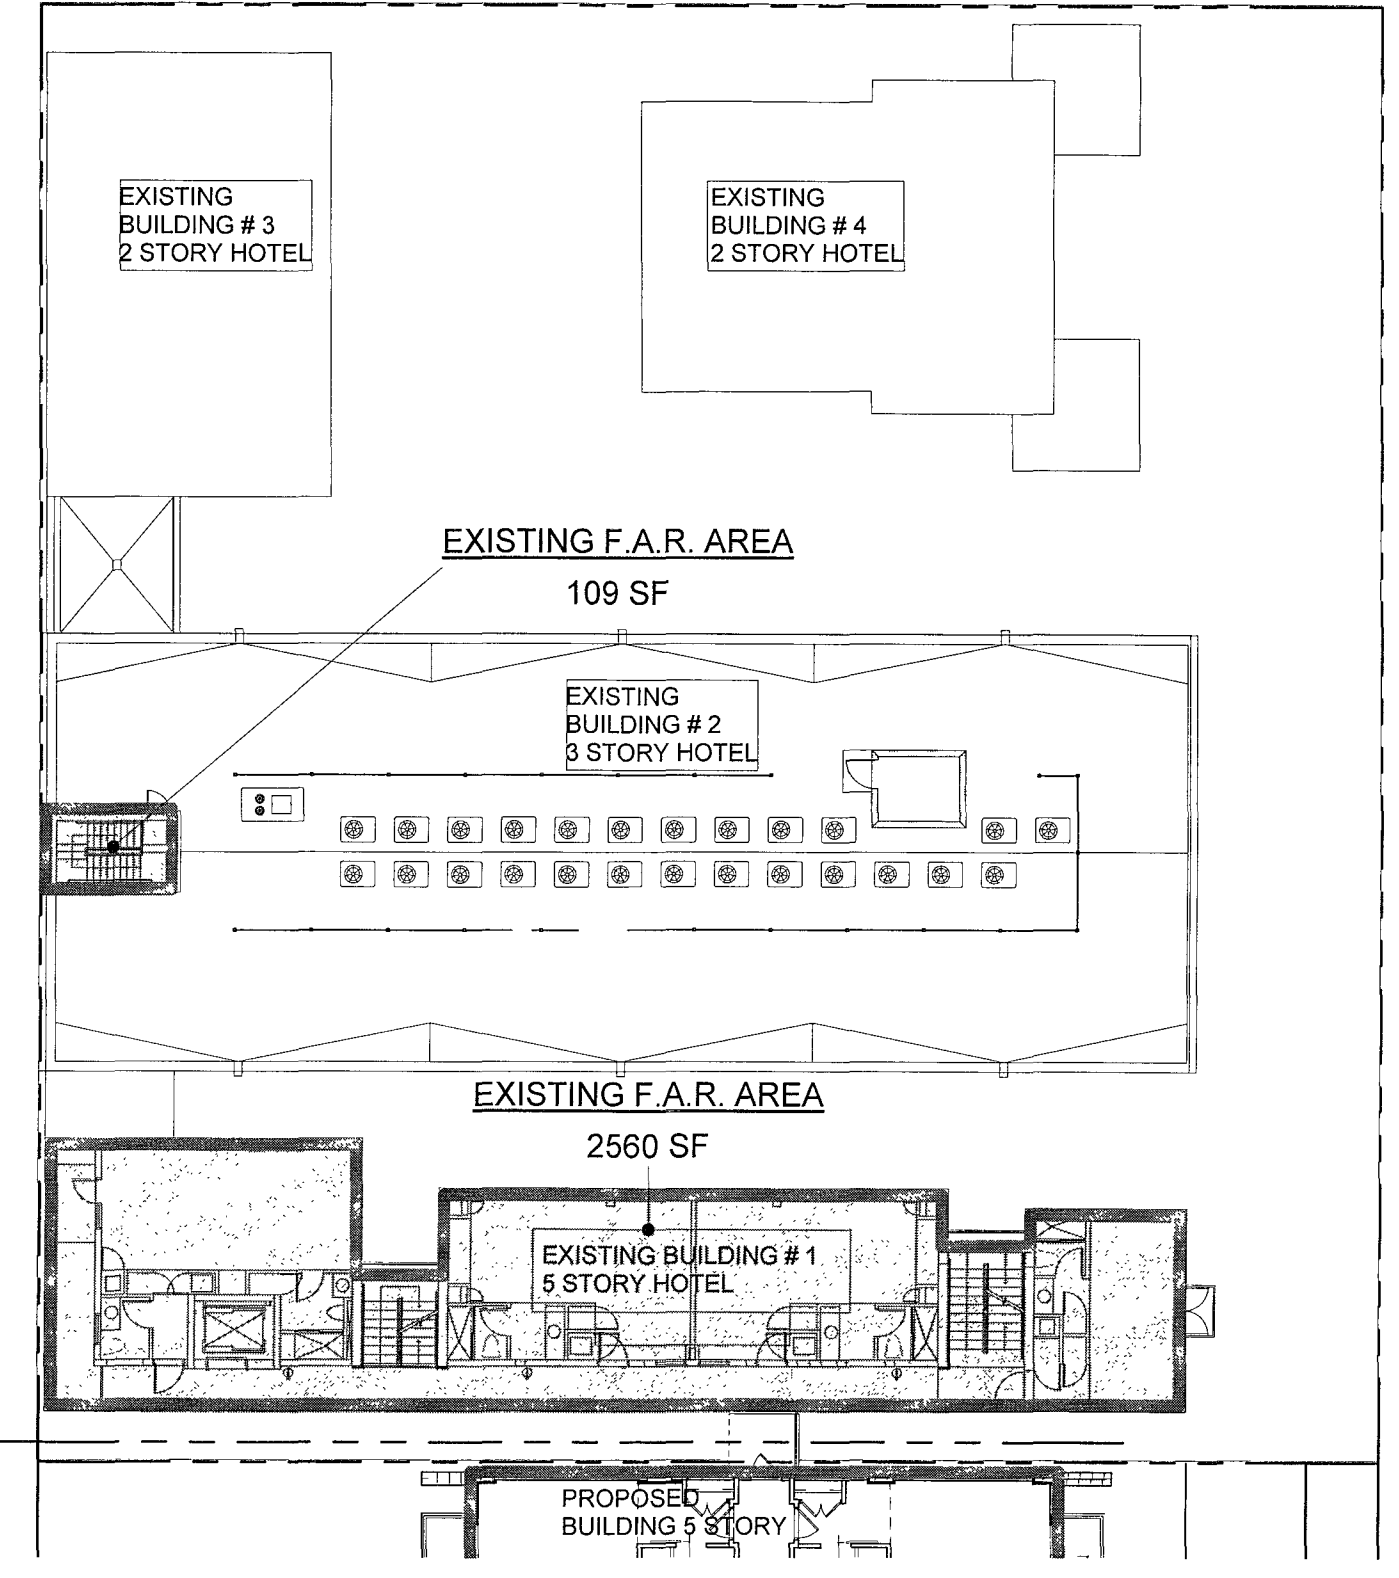 EXISTING
BUILDING # 3
2 STORY HOTEL
EXISTING
BUILDING # 4
2 STORY HOTEL
EXISTING F.A.R. AREA
109 SF
EXISTING
BUILDING # 2
3 STORY HOTEL
EXISTING F.A.R. AREA
2560 SF
EXISTING BUILDING # 1
5 STORY HOTEL
PROPOSED
BUILDING 5 STORY